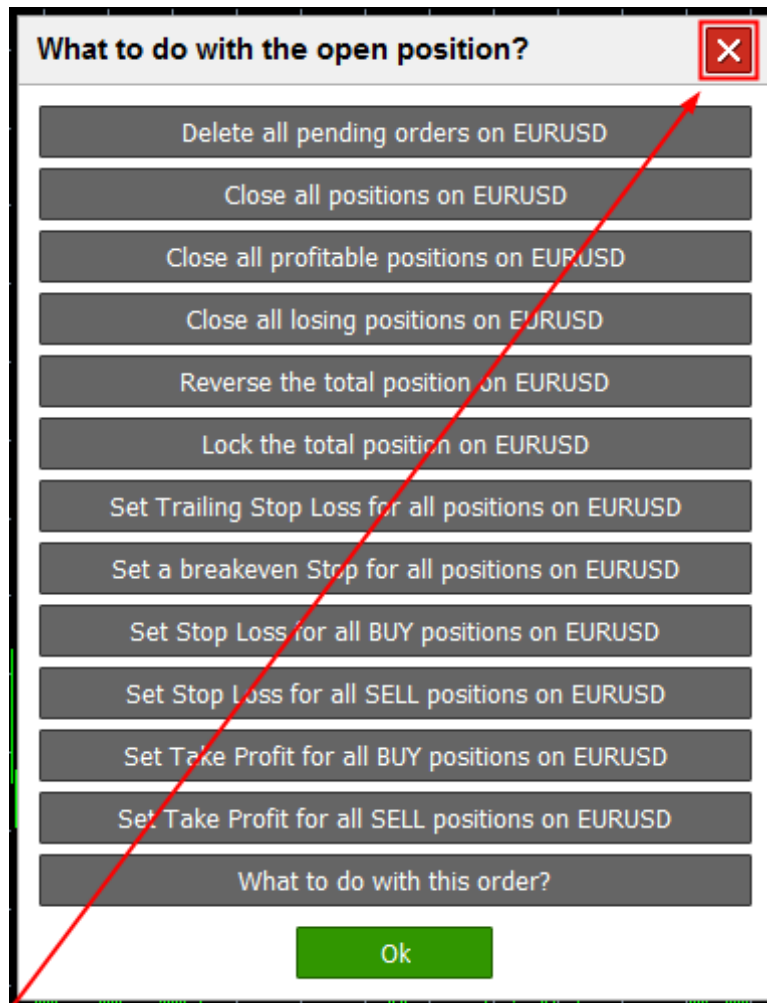 What to do with the open position?
Delete all pending orders on EURUSD
Close all positions on EURUSD
Close all profitable positions on EURUSD
Close all losing positions on EURUSD
Reverse the total position on EURUSD
Lock the total position on EURUSD
Set Trailing Stop Loss for all positions on EURUSD
Set a breakeven Stop for all positions on EURUSD
Set Stop Loss for all BUY positions on EURUSD
Set Stop Loss for all SELL positions on EURUSD
Set Take Profit for all BUY positions on EURUSD
Set Take Profit for all SELL positions on EURUSD
What to do with this order?
Ok